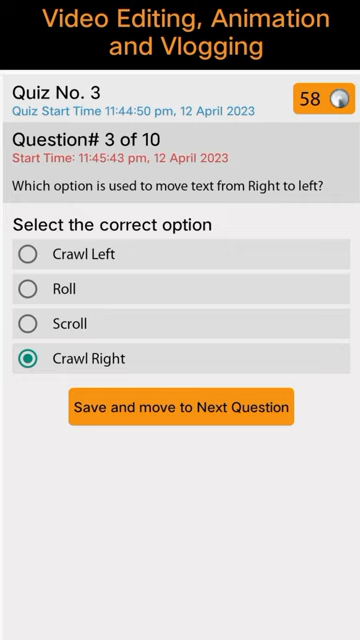 Video Editing, Animation
and Vlogging
Quiz No. 3
Quiz Start Time 11:44:50 pm, 12 April 2023
58
Question# 3 of 10
Start Time: 11:45:43 pm, 12 April 2023
Which option is used to move text from Right to left?
Select the correct option
Crawl Left
Roll
Scroll
Crawl Right
Save and move to Next Question